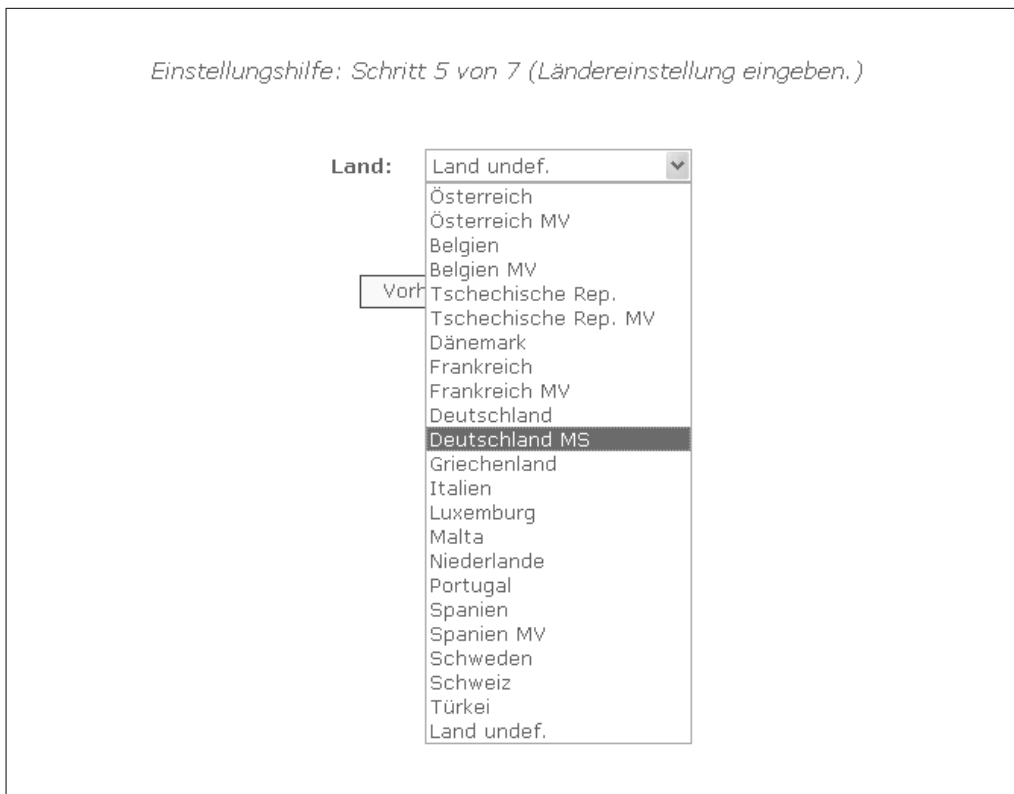 Einstellungshilfe: Schritt 5 von 7 (Ländereinstellung eingeben.)
Land: Land undef.
Österreich
Österreich MV
Belgien
Belgien MV
Tschechische Rep.
Tschechische Rep. MV
Dänemark
Frankreich
Frankreich MV
Deutschland
Deutschland MS
Griechenland
Italien
Luxemburg
Malta
Niederlande
Portugal
Spanien
Spanien MV
Schweden
Schweiz
Türkei
Land undef.